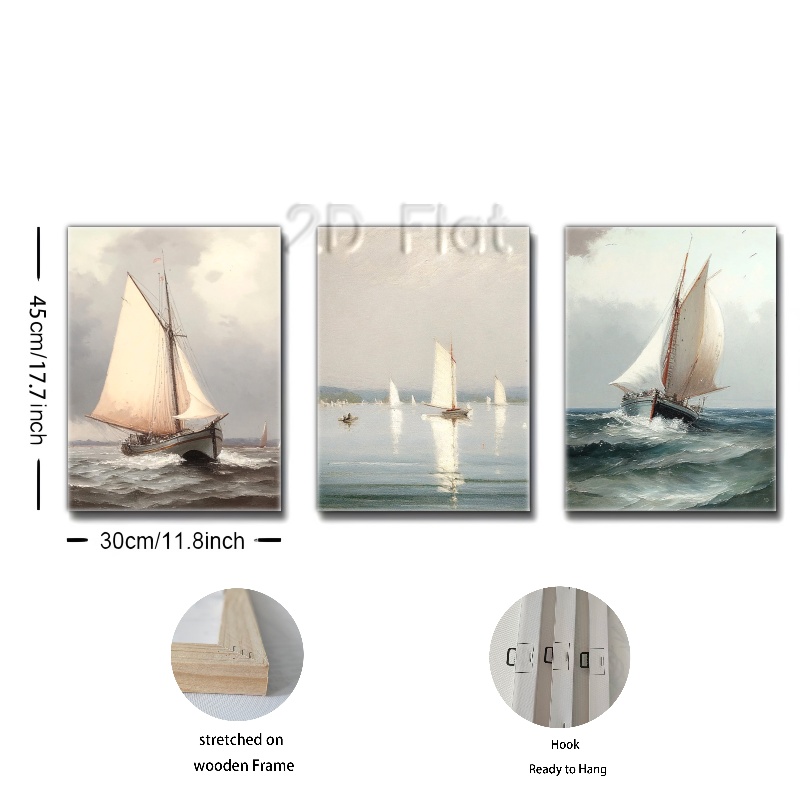 2D Flat
45cm/17.7inch
30cm/11.8inch
stretched on
wooden Frame
Hook
Ready to Hang